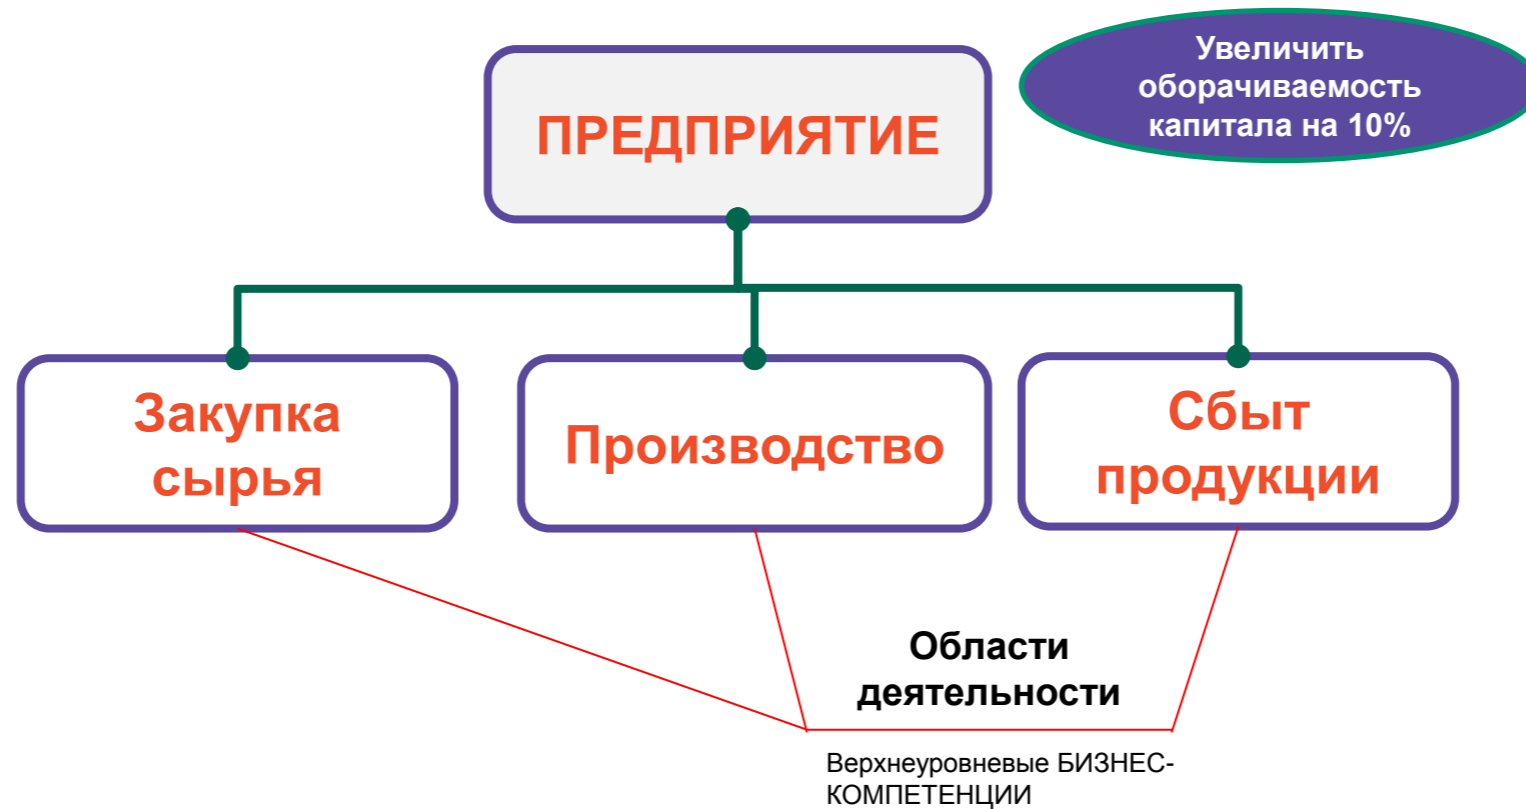 Увеличить
оборачиваемость
капитала на 10%
ПРЕДПРИЯТИЕ
Закупка
сырья
Производство
Сбыт
продукции
Области
деятельности
Верхнеуровневые БИЗНЕС-
КОМПЕТЕНЦИИ